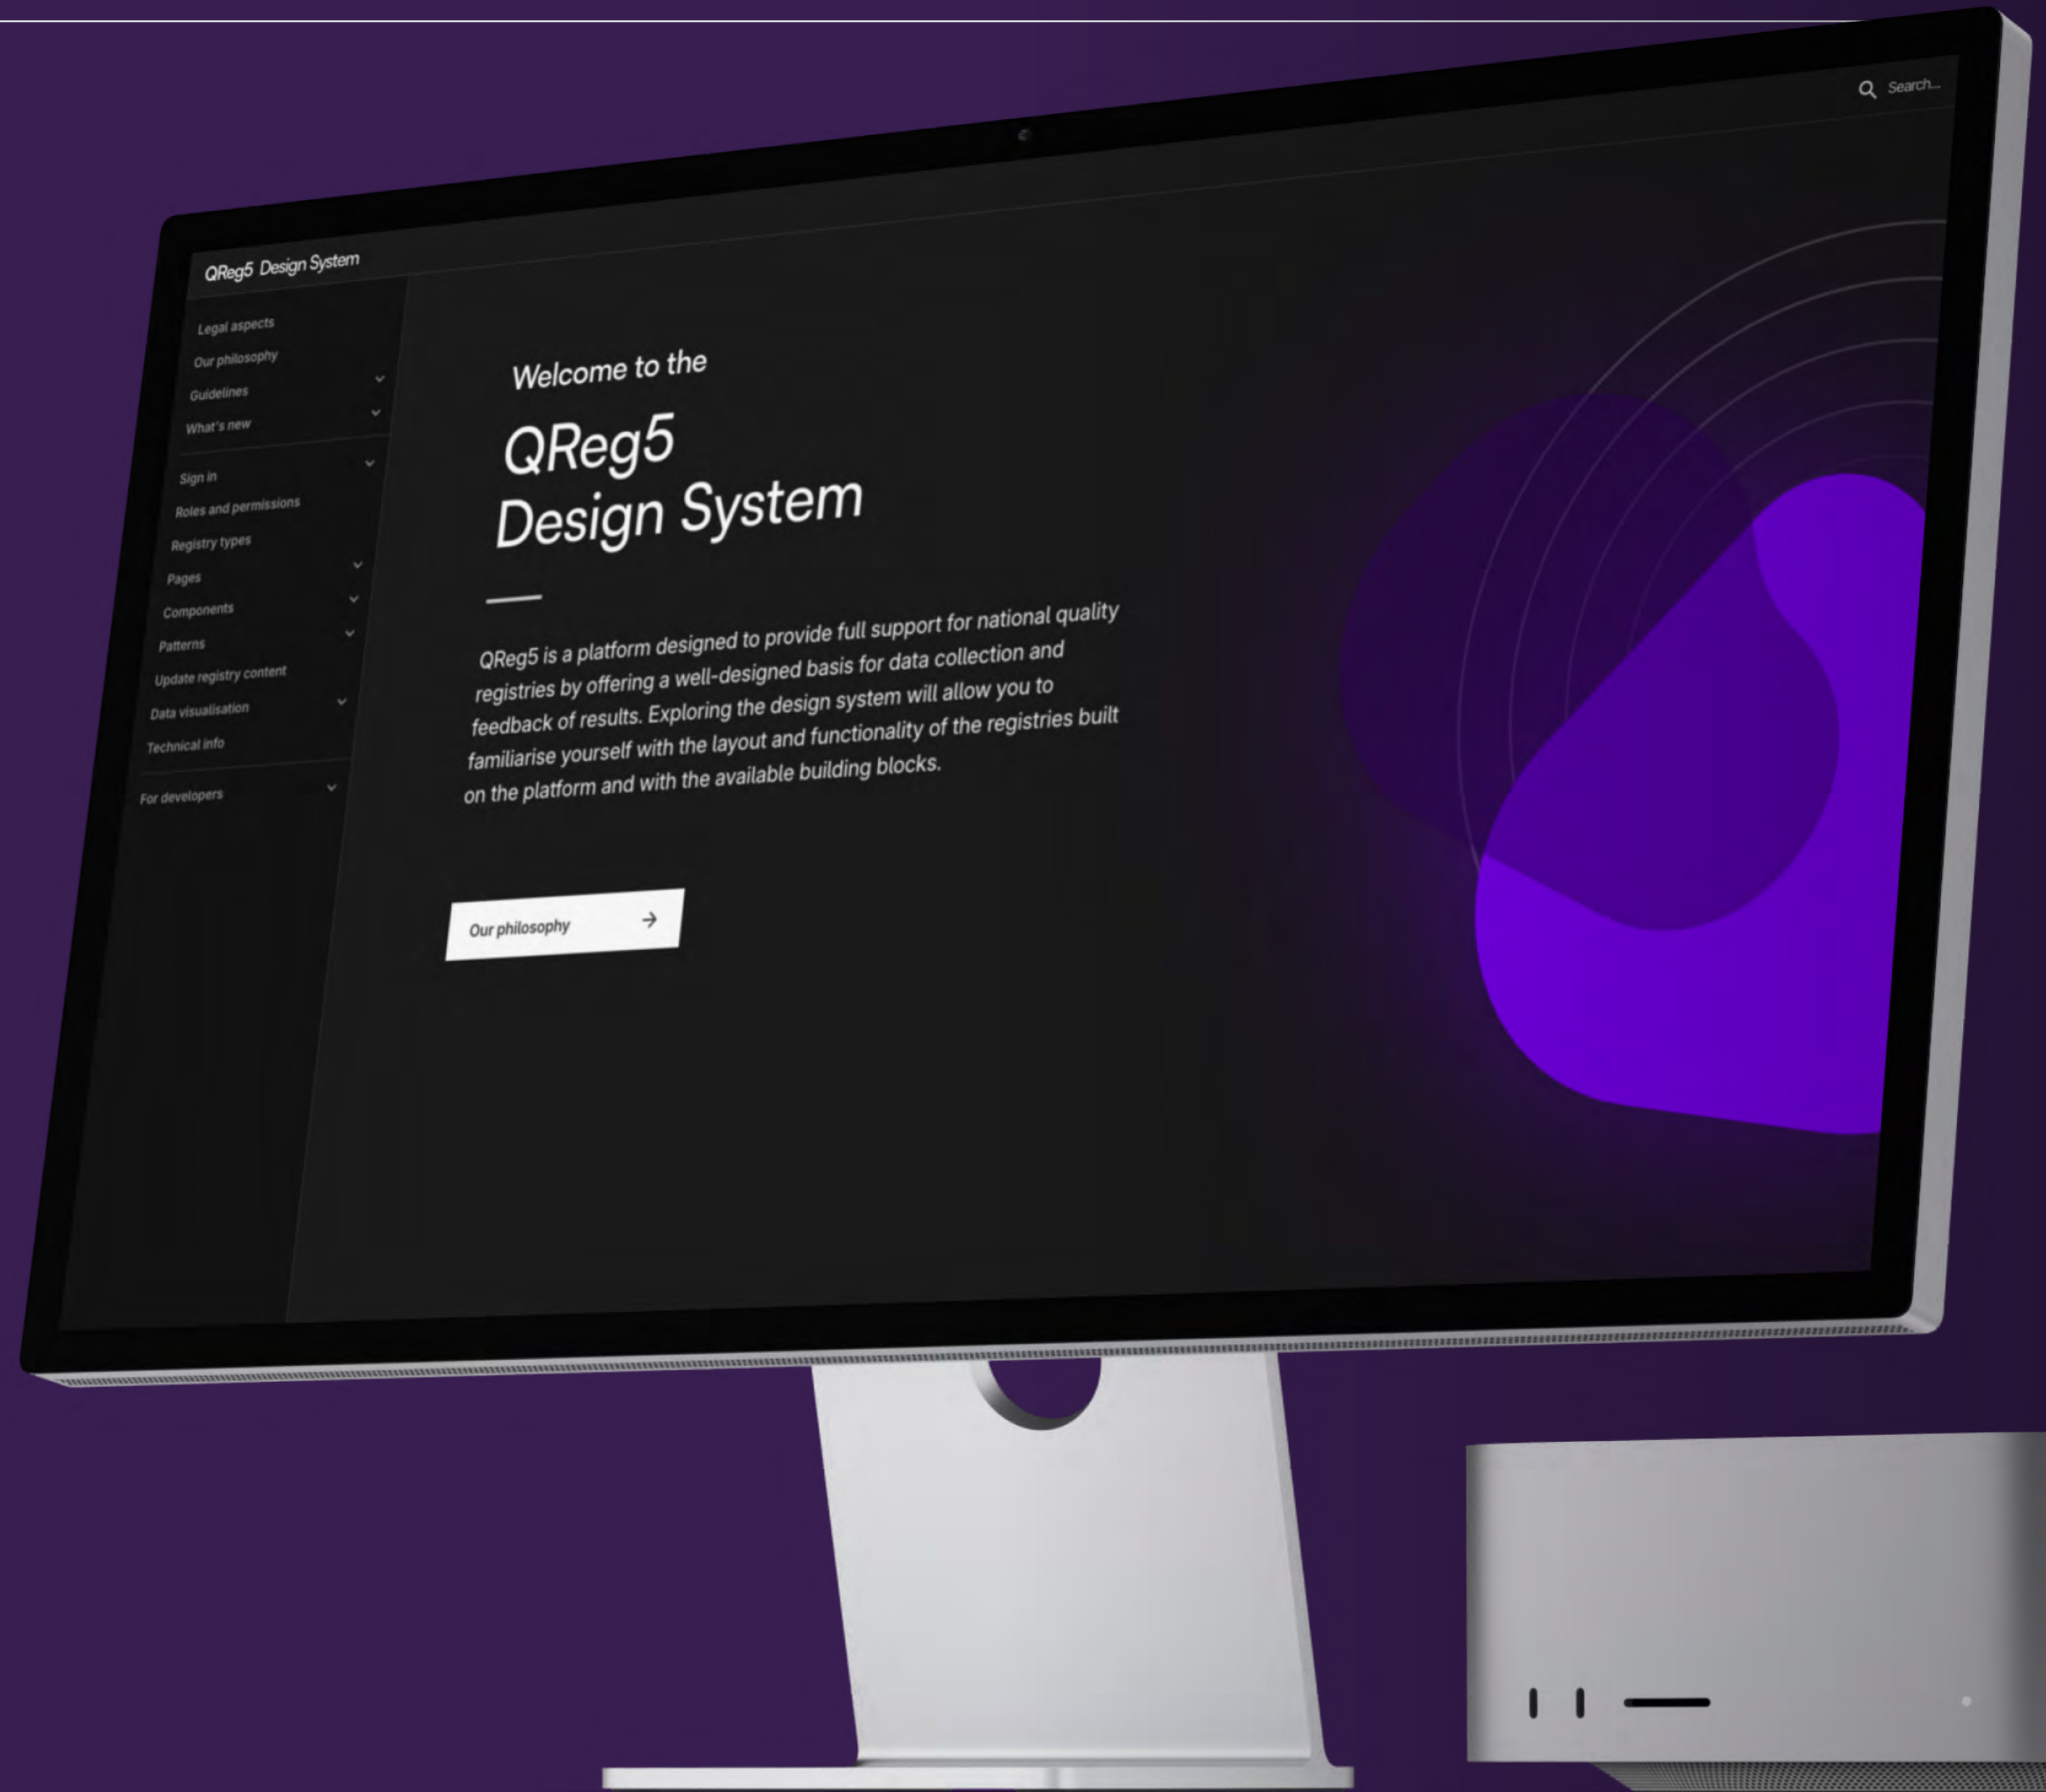 Search...
QReg5 Design System
Legal aspects
Our philosophy
Guidelines
What's new
Sign in
Roles and permissions
Registry types
Pages
Components
Patterns
Update registry content
Data visualisation
Technical info
For developers
Welcome to the
QReg5
Design System
QReg5 is a platform designed to provide full support for national quality
registries by offering a well-designed basis for data collection and
feedback of results. Exploring the design system will allow you to
familiarise yourself with the layout and functionality of the registries built
on the platform and with the available building blocks.
Our philosophy